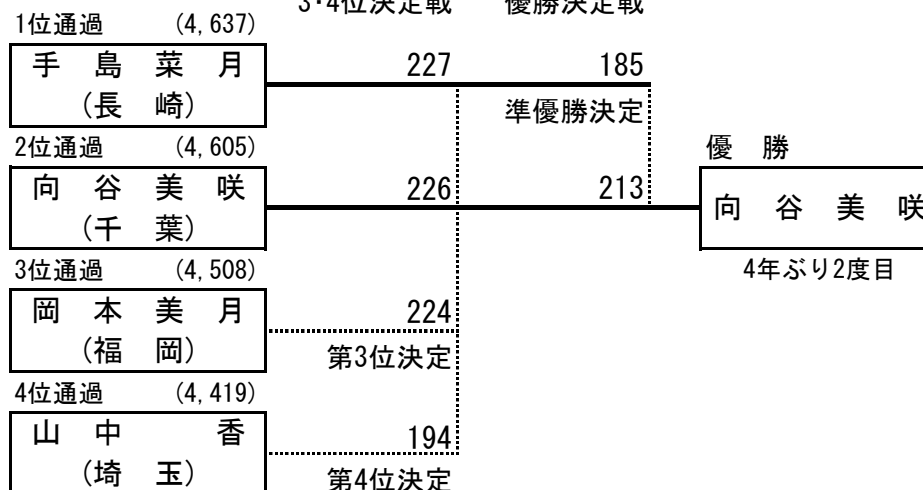 3・4位決定戦 優勝決定戦
1位通過 (4,637)
手島菜月 227 185
(長崎) 準優勝決定
2位通過 (4,605)
優勝
向谷美咲 226 213
(千葉)
向谷美咲
3位通過 (4,508)
4年ぶり2度目
岡本美月 224
(福岡) 第3位決定
4位通過 (4,419)
山中香 194
(埼玉) 第4位決定